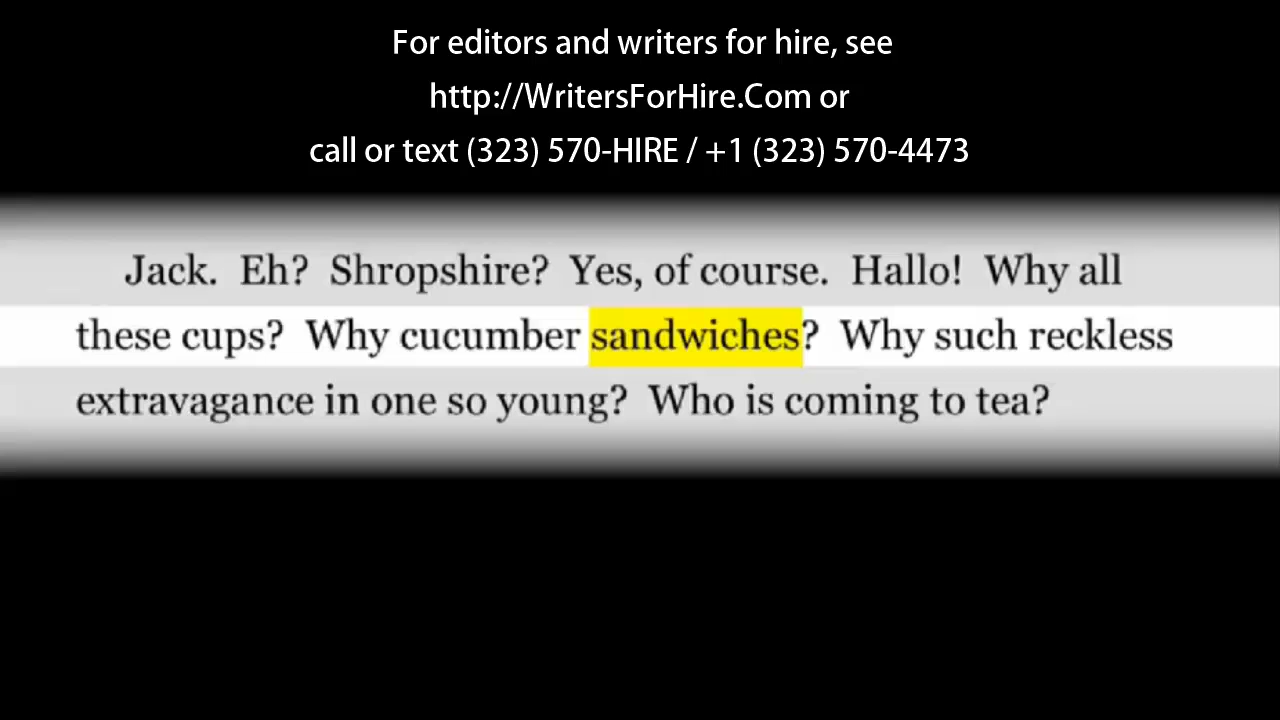 For editors and writers for hire, see
http://WritersForHire.Com or
call or text (323) 570-HIRE / +1 (323) 570-4473
Jack.  Eh?  Shropshire?  Yes, of course.  Hallo!  Why all
these cups?  Why cucumber sandwiches?  Why such reckless
extravagance in one so young?  Who is coming to tea?